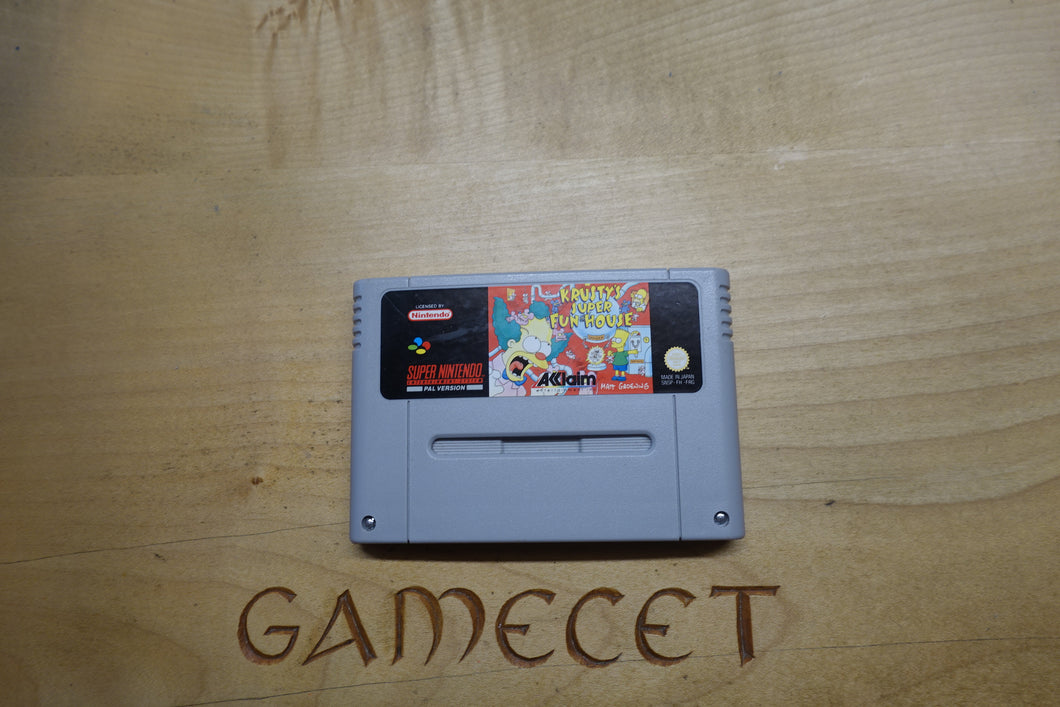 LICENSED BY
Nintendo
SUPER NINTENDO
ENTERTAINMENT SYSTEM
PAL VERSION
KRUSTY'S
SUPER
FUN HOUSE
AKKlaim
MATT GROENING
MADE IN JAPAN
SNSP-FH-FRG
GAMECET